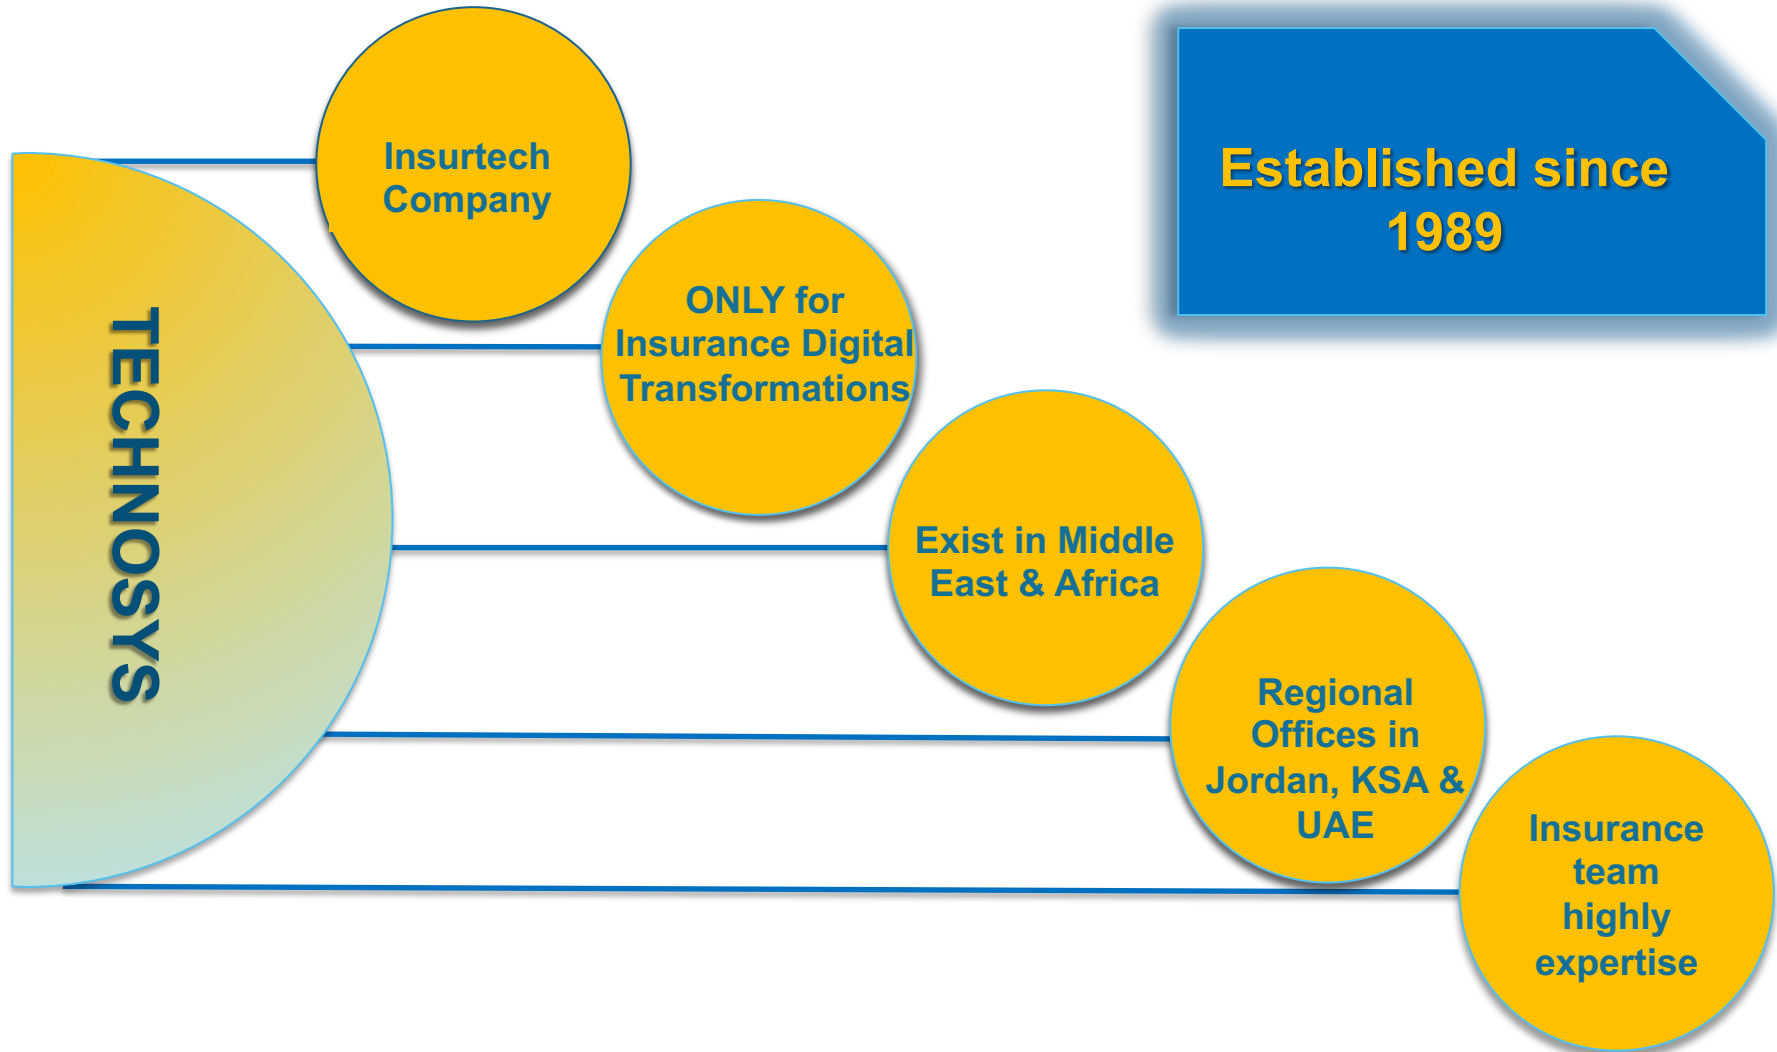 Insurtech
Company
Established since
1989
ONLY for
Insurance Digital
Transformations
TECHNOSYS
Exist in Middle
East & Africa
Regional
Offices in
Jordan, KSA &
UAE
Insurance
team
highly
expertise